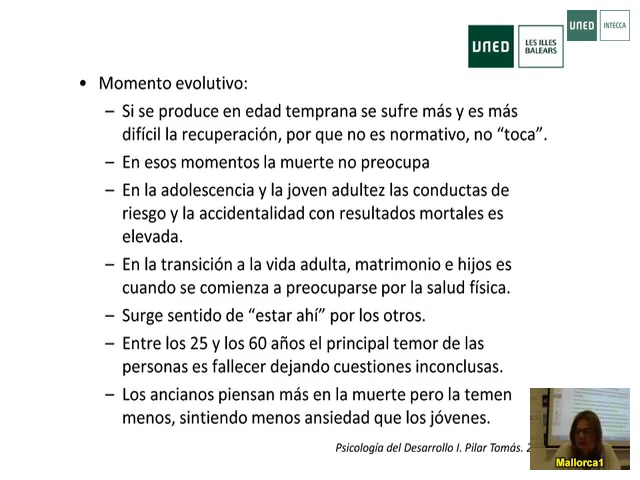 UNED
LES ILLES
BALEARS
UNED
INTECCA
• Momento evolutivo:
– Si se produce en edad temprana se sufre más y es más
difícil la recuperación, por que no es normativo, no “toca”.
– En esos momentos la muerte no preocupa
– En la adolescencia y la joven adultez las conductas de
riesgo y la accidentalidad con resultados mortales es
elevada.
– En la transición a la vida adulta, matrimonio e hijos es
cuando se comienza a preocuparse por la salud física.
– Surge sentido de “estar ahí” por los otros.
– Entre los 25 y los 60 años el principal temor de las
personas es fallecer dejando cuestiones inconclusas.
– Los ancianos piensan más en la muerte pero la temen
menos, sintiendo menos ansiedad que los jóvenes.
Psicología del Desarrollo I. Pilar Tomás.
Mallorca1